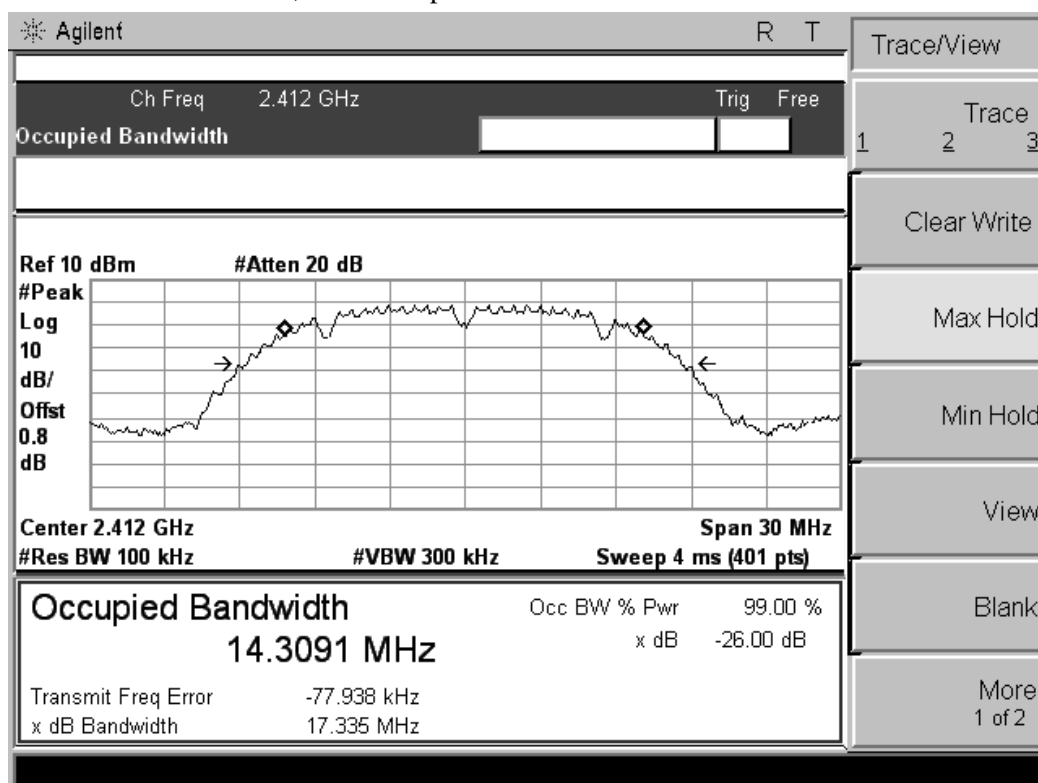 Agilent R T
Trace/View
Ch Freq 2.412 GHz Trig Free
Occupied Bandwidth
Trace
1 2 3
Clear Write
Ref 10 dBm #Atten 20 dB
#Peak
Log
10
dB/
Offst
0.8
dB
Max Hold
Min Hold
View
Center 2.412 GHz Span 30 MHz
#Res BW 100 kHz #VBW 300 kHz Sweep 4 ms (401 pts)
Occupied Bandwidth
14.3091 MHz
Occ BW % Pwr 99.00 %
x dB -26.00 dB
Transmit Freq Error -77.938 kHz
x dB Bandwidth 17.335 MHz
Blank
More
1 of 2